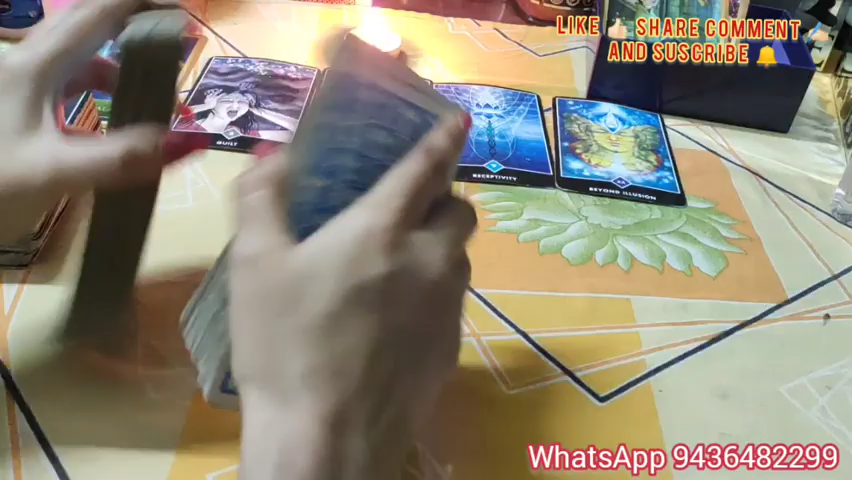 LIKE 👍🏻 SHARE COMMENT 👍🏻
AND SUSCRIBE 🔔
GUILT
RECEPTIVITY
BEYOND ILLUSION
WhatsApp 9436482299